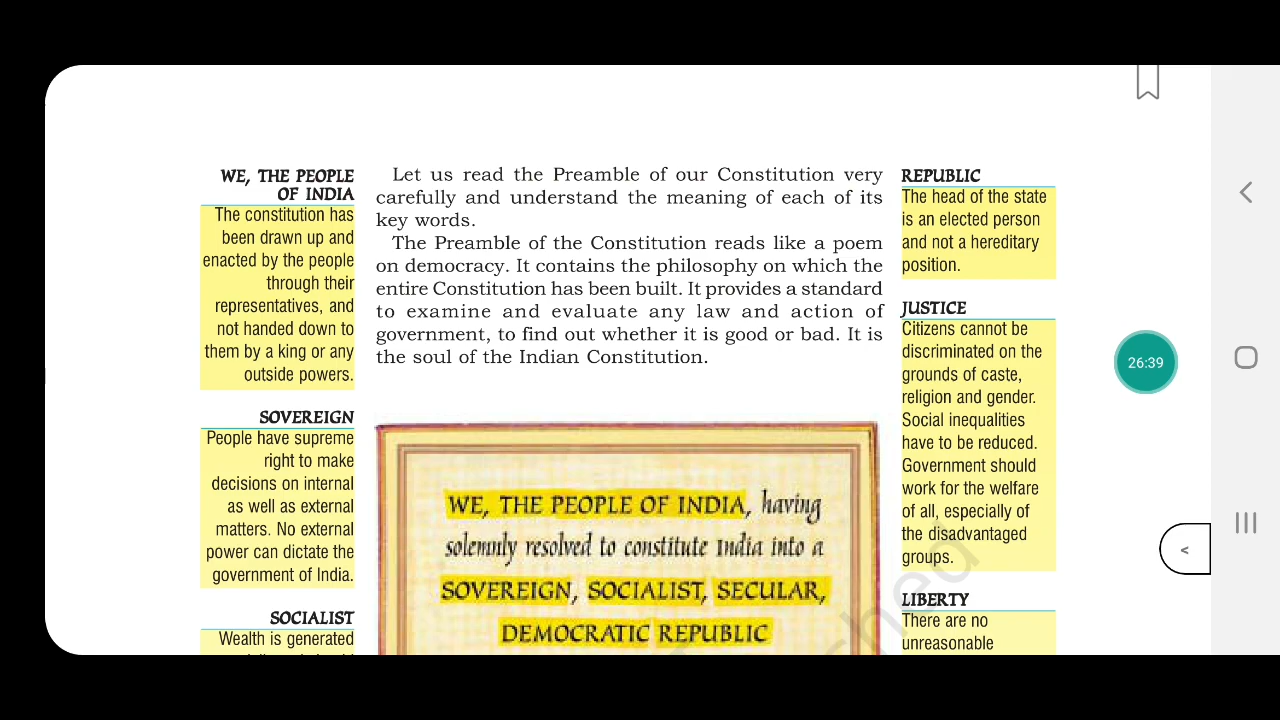 WE, THE PEOPLE
OF INDIA
The constitution has
been drawn up and
enacted by the people
through their
representatives, and
not handed down to
them by a king or any
outside powers.
SOVEREIGN
People have supreme
right to make
decisions on internal
as well as external
matters. No external
power can dictate the
government of India.
SOCIALIST
Wealth is generated
Let us read the Preamble of our Constitution very
carefully and understand the meaning of each of its
key words.
The Preamble of the Constitution reads like a poem
on democracy. It contains the philosophy on which the
entire Constitution has been built. It provides a standard
to examine and evaluate any law and action of
government, to find out whether it is good or bad. It is
the soul of the Indian Constitution.
WE, THE PEOPLE OF INDIA, having
solemnly resolved to constitute India into a
SOVEREIGN, SOCIALIST, SECULAR,
DEMOCRATIC REPUBLIC
REPUBLIC
The head of the state
is an elected person
and not a hereditary
position.
JUSTICE
Citizens cannot be
discriminated on the
grounds of caste,
religion and gender.
Social inequalities
have to be reduced.
Government should
work for the welfare
of all, especially of
the disadvantaged
groups.
LIBERTY
There are no
unreasonable
26:39
<